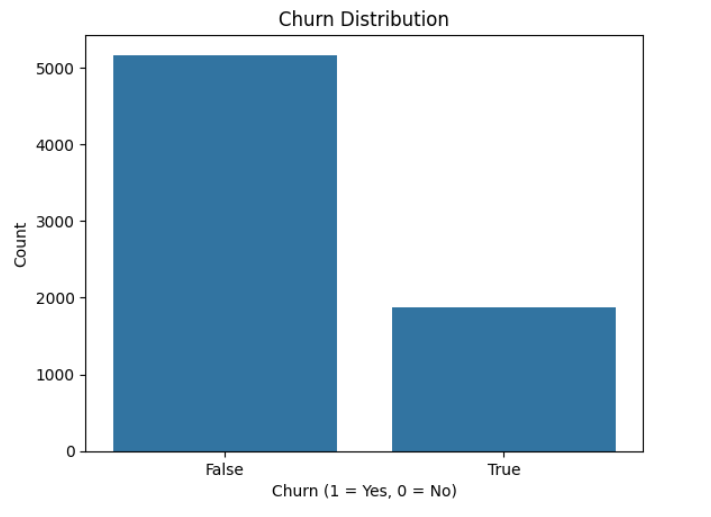 Churn Distribution
5000
4000
3000
2000
1000
0
Count
False
True
Churn (1 = Yes, 0 = No)